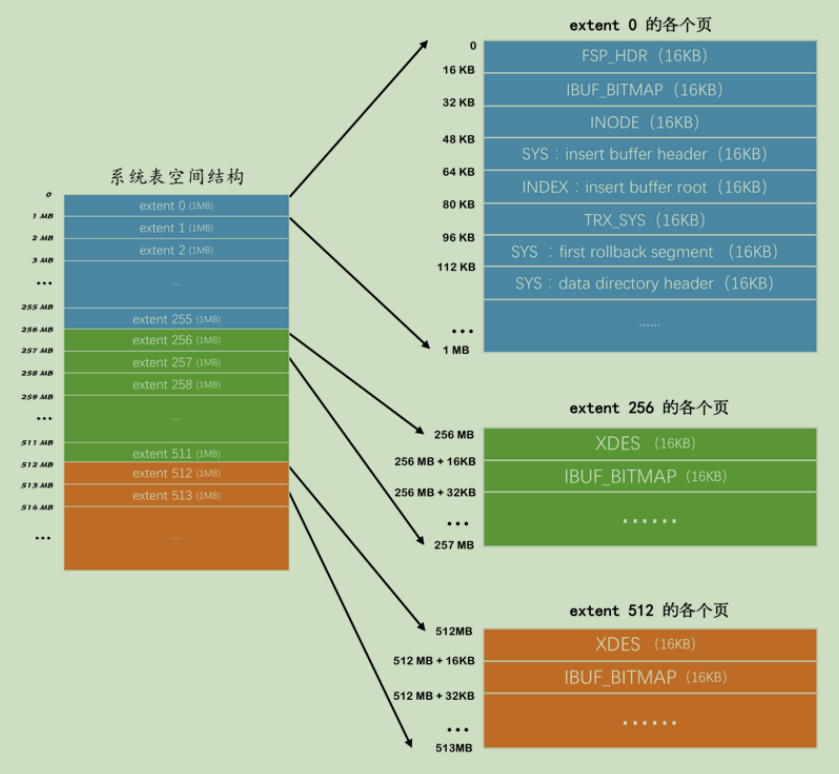 系统表空间结构
0
extent 0 (1MB)
1 MB
extent 1 (1MB)
2 MB
extent 2 (1MB)
3 MB
...
...
255 MB
extent 255 (1MB)
256 MB
extent 256 (1MB)
257 MB
extent 257 (1MB)
258 MB
extent 258 (1MB)
259 MB
...
...
511 MB
extent 511 (1MB)
512 MB
extent 512 (1MB)
513 MB
extent 513 (1MB)
514 MB
...
...
extent 0 的各个页
0
FSP_HDR（16KB）
16 KB
IBUF_BITMAP（16KB）
32 KB
INODE（16KB）
48 KB
SYS：insert buffer header（16KB）
64 KB
INDEX：insert buffer root（16KB）
80 KB
TRX_SYS（16KB）
96 KB
SYS ：first rollback segment （16KB）
112 KB
SYS：data directory header（16KB）
......
...
1 MB
extent 256 的各个页
256 MB
XDES （16KB）
256 MB + 16KB
IBUF_BITMAP（16KB）
256 MB + 32KB
......
...
257 MB
extent 512 的各个页
512MB
XDES （16KB）
512 MB + 16KB
IBUF_BITMAP（16KB）
512 MB + 32KB
......
...
513MB